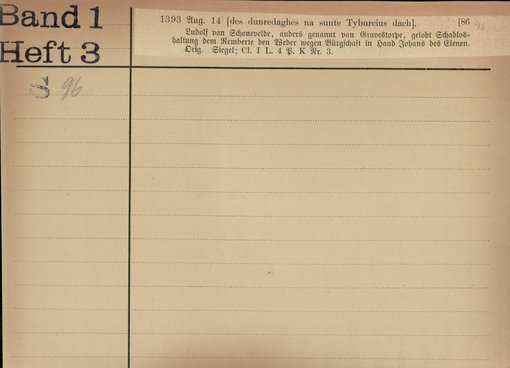 Band 1
Heft 3
1393 Aug. 14 [des dunredaghes na sunte Tyburcius dach]. [86
96
Ludolf van Schonevelde, anders genannt van Gravestorpe, gelobt Schadlos-
haltung dem Remberte den Weder wegen Bürgschaft in Hand Johans des Elenen.
Orig. Siegel; Cl. I L. 4 P. K Nr. 3.
S 96